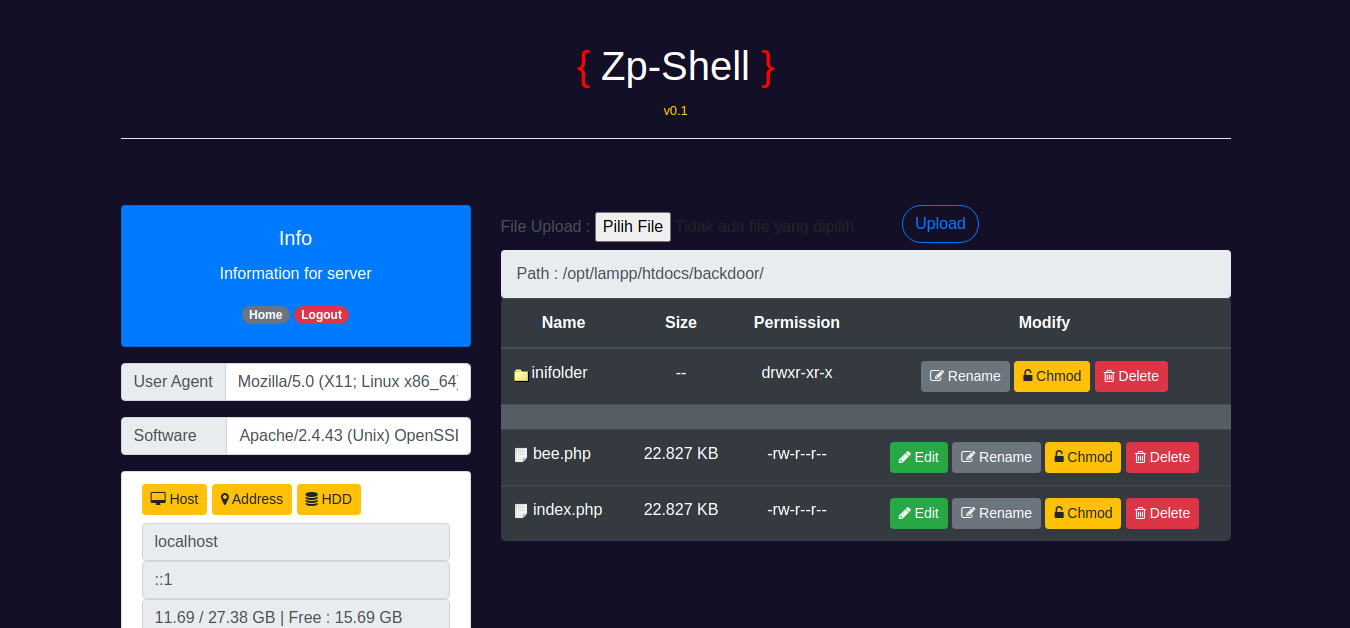 { Zp-Shell }
v0.1
Info
Information for server
Home Logout
User Agent Mozilla/5.0 (X11; Linux x86_64)
Software Apache/2.4.43 (Unix) OpenSSL
Host Address HDD
localhost
::1
11.69 / 27.38 GB | Free : 15.69 GB
File Upload : Pilih File Tidak ada file yang dipilih Upload
Path : /opt/lampp/htdocs/backdoor/
Name Size Permission Modify
inifolder -- drwxr-xr-x Rename Chmod Delete
bee.php 22.827 KB -rw-r--r-- Edit Rename Chmod Delete
index.php 22.827 KB -rw-r--r-- Edit Rename Chmod Delete